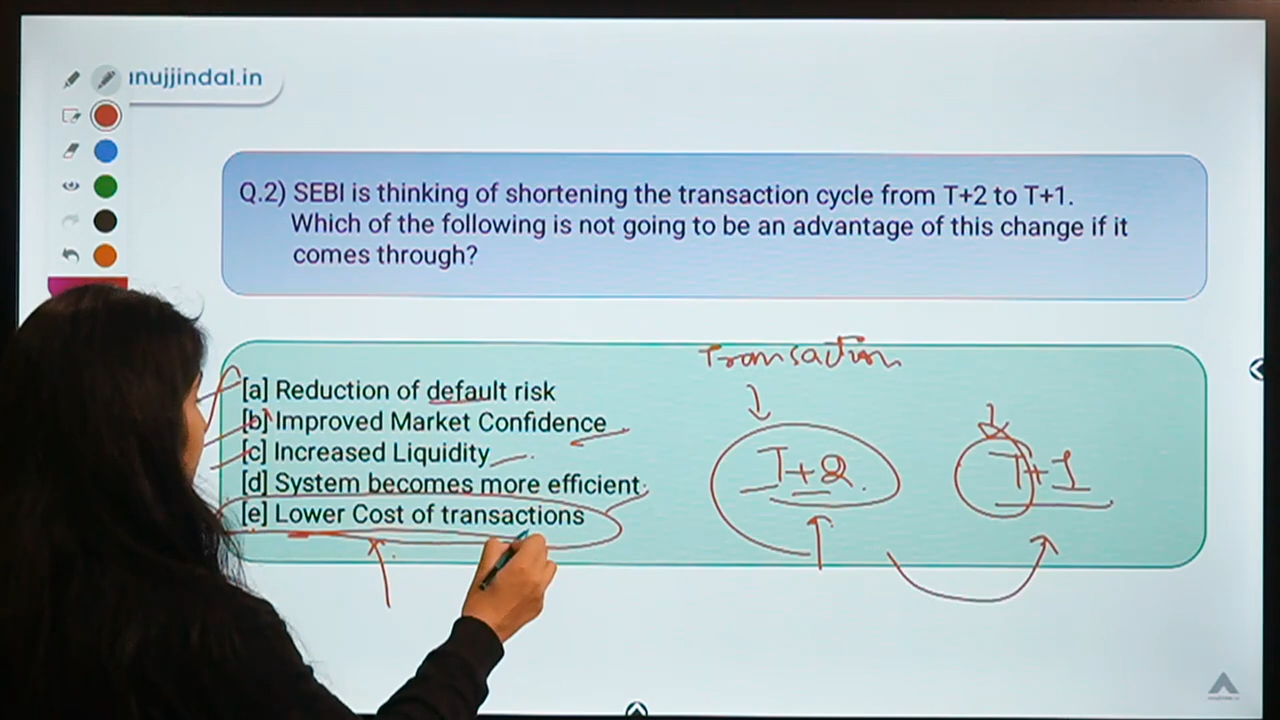 anujjindal.in
Q.2) SEBI is thinking of shortening the transaction cycle from T+2 to T+1.
Which of the following is not going to be an advantage of this change if it
comes through?
Transaction
[a] Reduction of default risk
[b] Improved Market Confidence
[c] Increased Liquidity
[d] System becomes more efficient
[e] Lower Cost of transactions
T+2
T+1